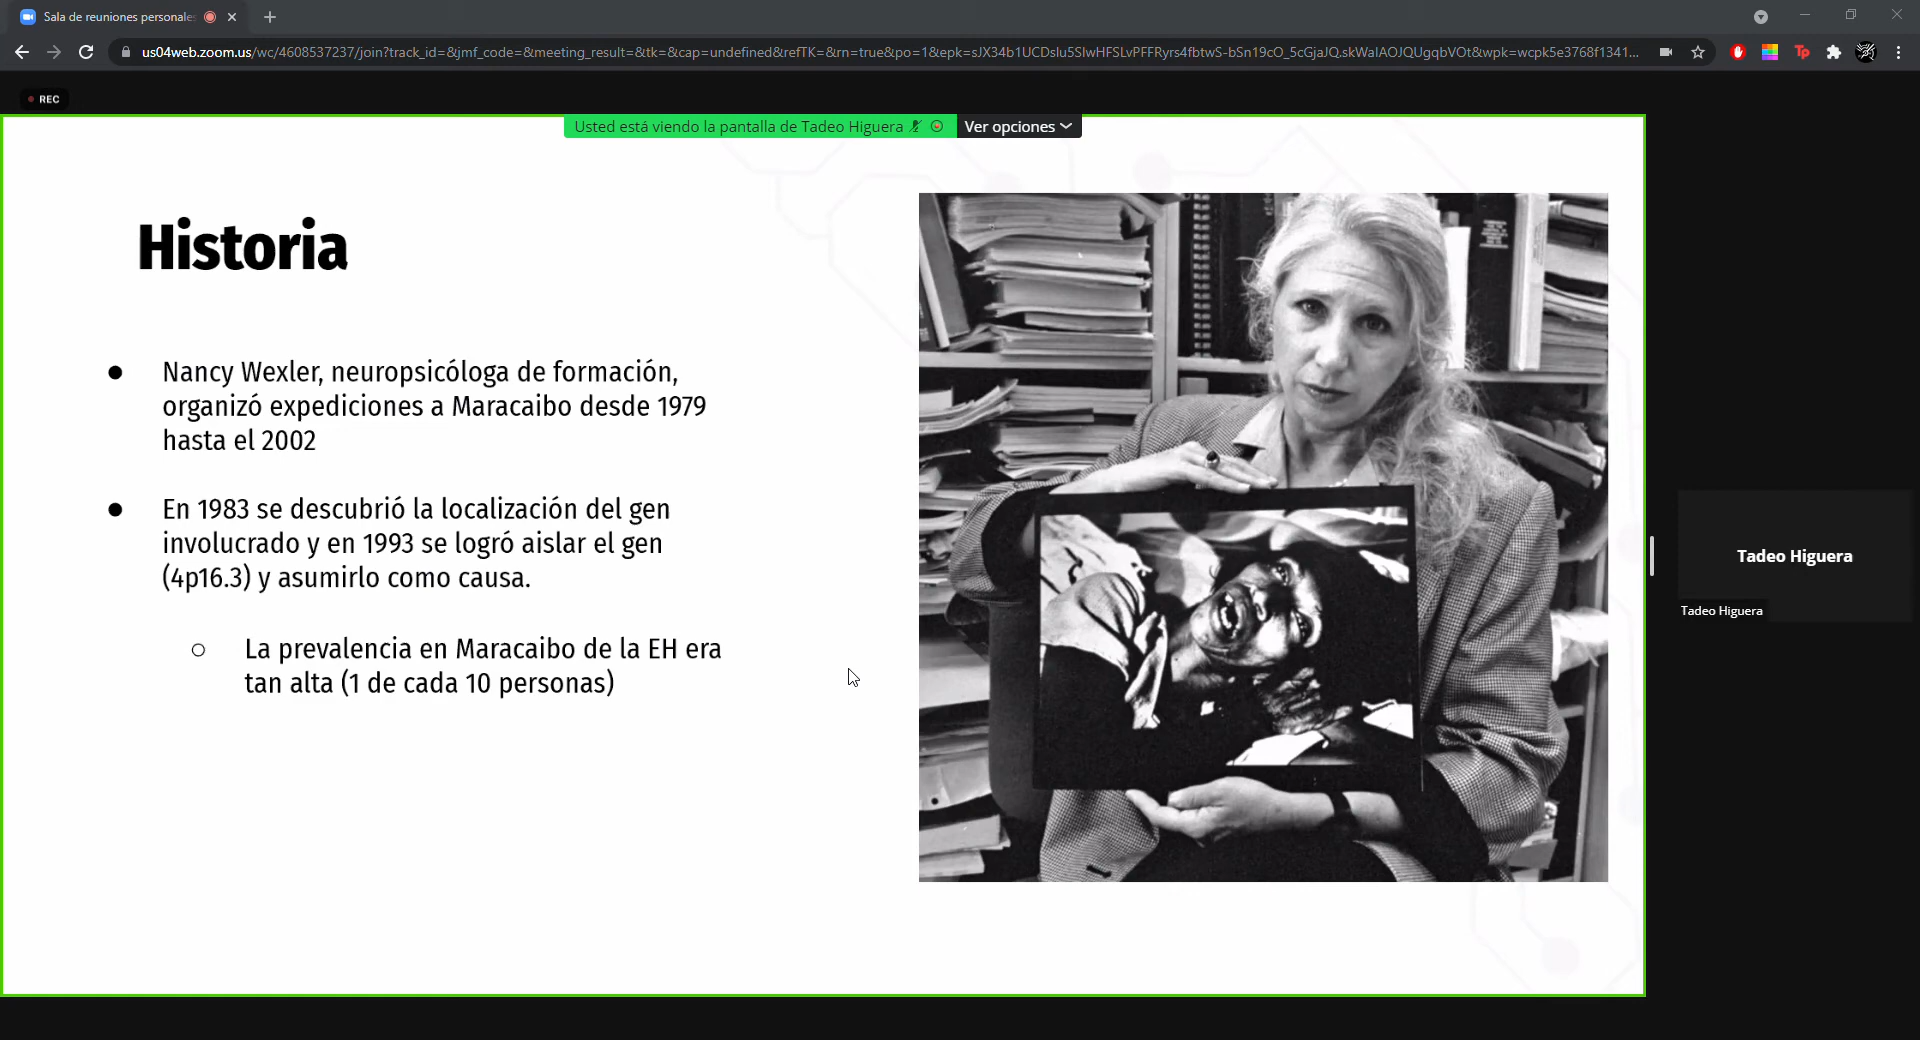 Sala de reuniones personales
us04web.zoom.us/wc/4608537237/join?track_id=&jmf_code=&meeting_result=&tk=&cap=undefined&refTK=&rn=true&po=1&epk=sJX34b1UCDslu5SlwHFSLvPFFRyrs4fbtwS-bSn19cO_5cGjaJQ.skWaIAOJQUgqbVOt&wpk=wcpk5e3768f1341...
REC
Usted está viendo la pantalla de Tadeo Higuera
Ver opciones
Historia
● Nancy Wexler, neuropsicóloga de formación,
organizó expediciones a Maracaibo desde 1979
hasta el 2002
● En 1983 se descubrió la localización del gen
involucrado y en 1993 se logró aislar el gen
(4p16.3) y asumirlo como causa.
○ La prevalencia en Maracaibo de la EH era
tan alta (1 de cada 10 personas)
Tadeo Higuera
Tadeo Higuera